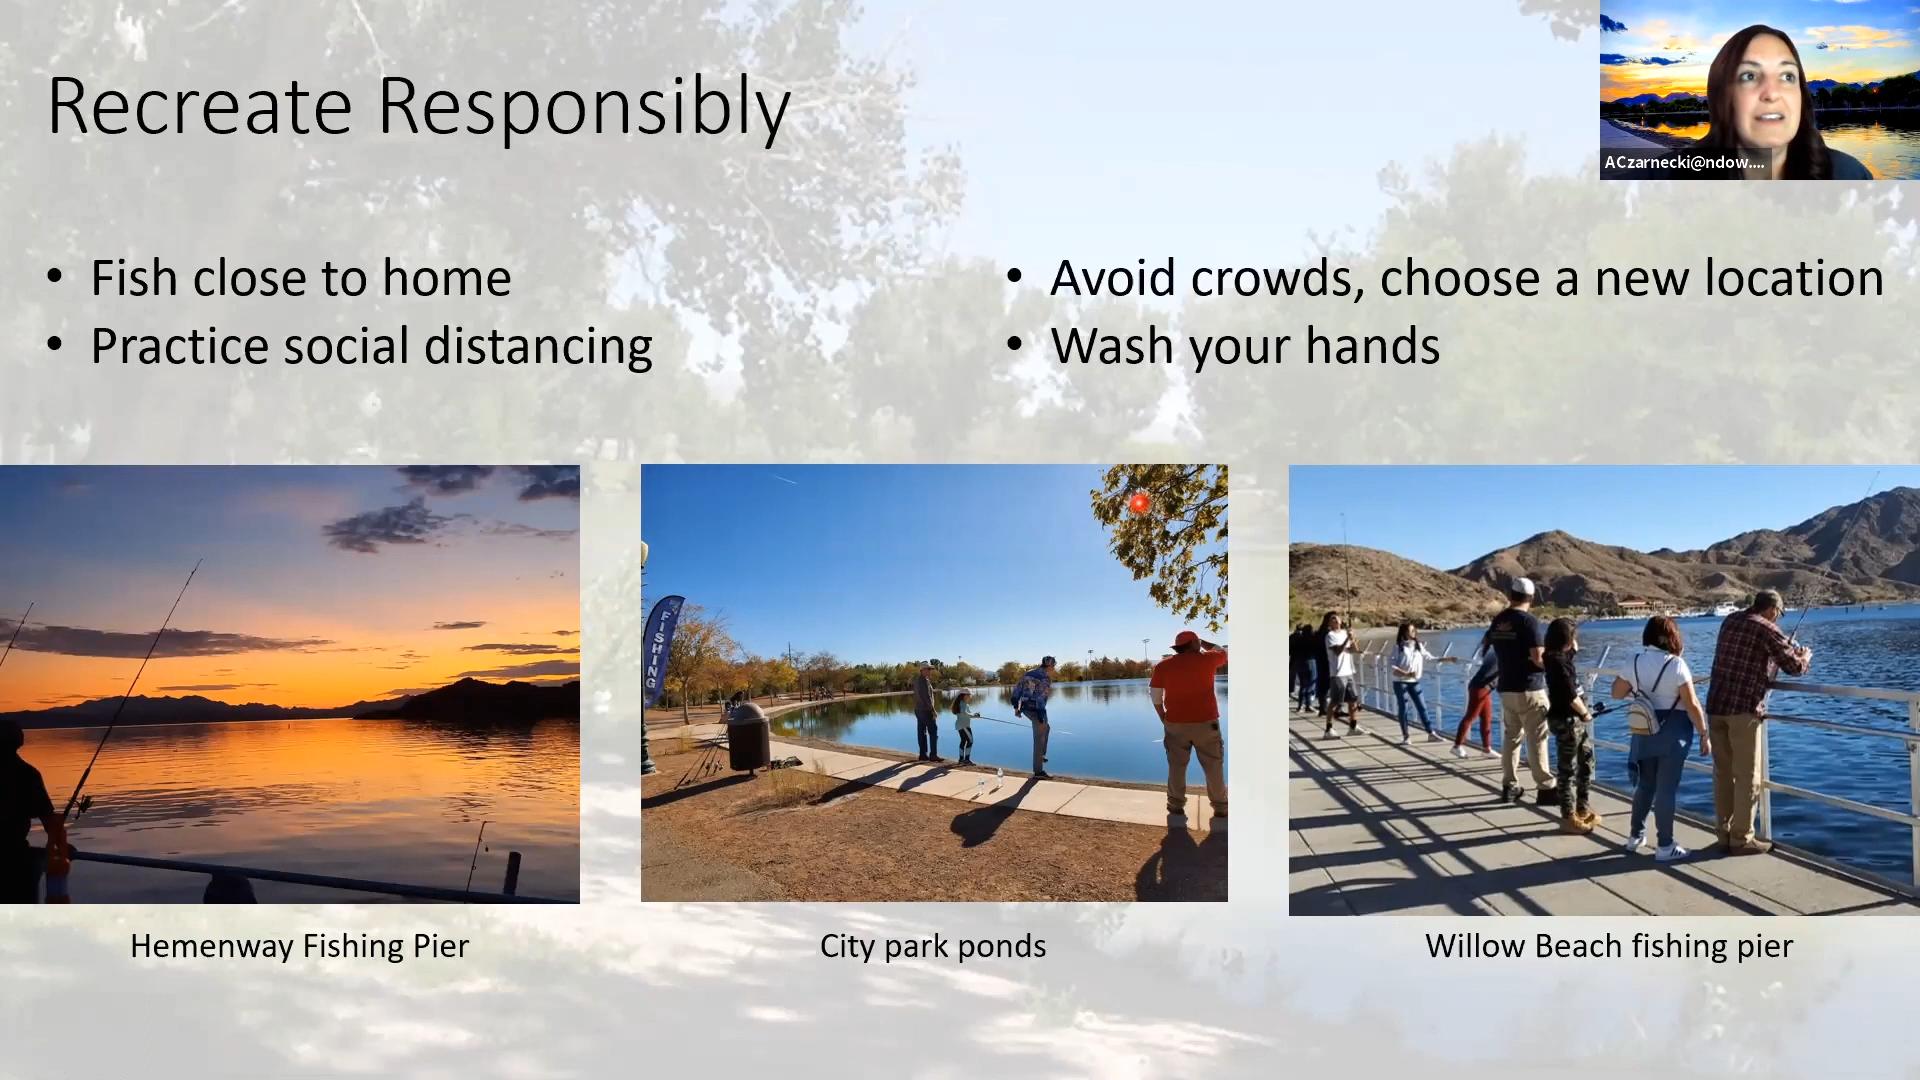 Recreate Responsibly
ACzarnecki@ndow....
• Fish close to home
• Practice social distancing
• Avoid crowds, choose a new location
• Wash your hands
FISHING
Hemenway Fishing Pier
City park ponds
Willow Beach fishing pier